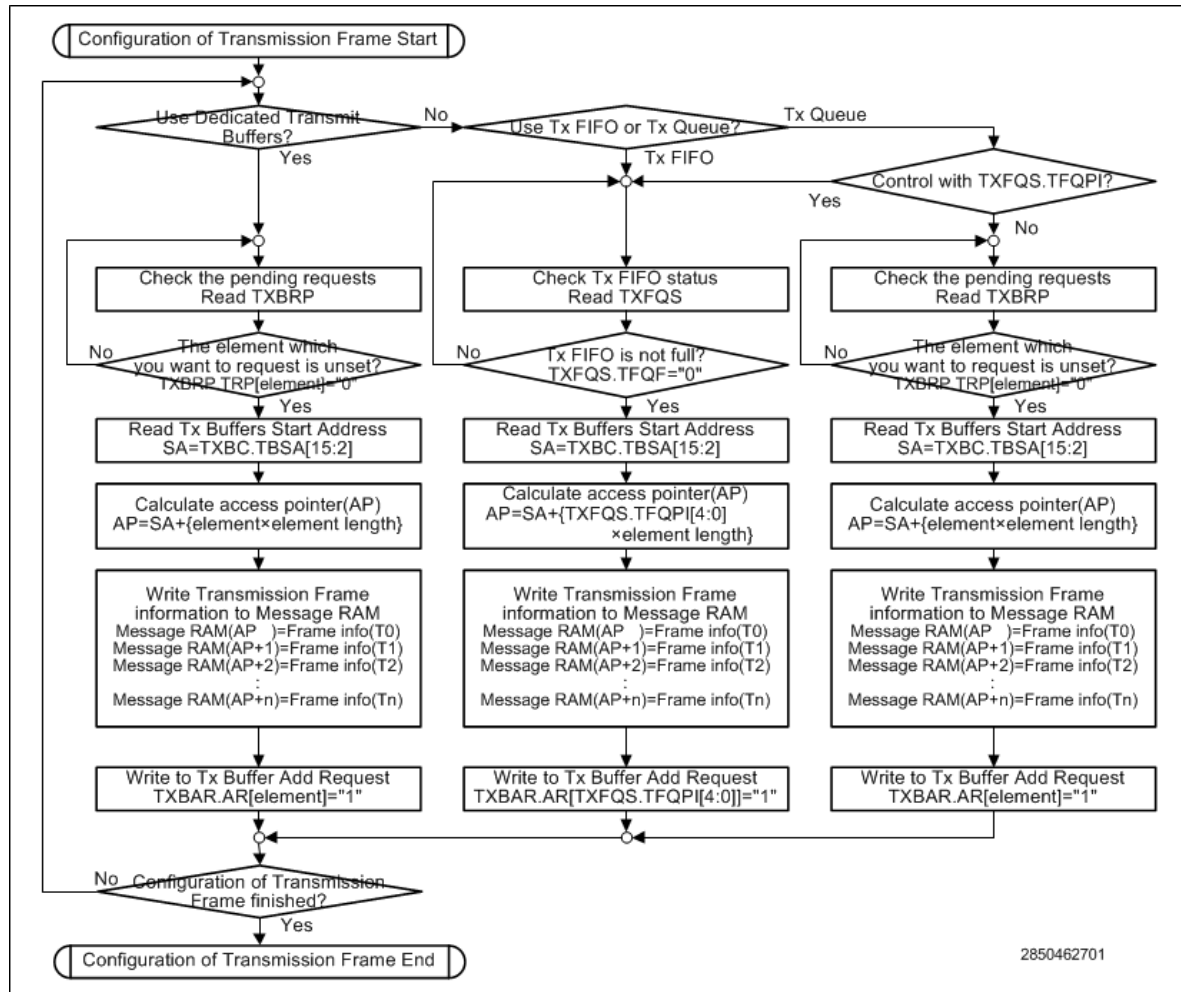 Configuration of Transmission Frame Start
Use Dedicated Transmit
Buffers?
No
Use Tx FIFO or Tx Queue?
Tx Queue
Yes
Tx FIFO
Control with TXFQS.TFQPI?
Yes
No
Check the pending requests
Read TXBRP
Check Tx FIFO status
Read TXFQS
Check the pending requests
Read TXBRP
No
The element which
you want to request is unset?
TXBRP.TRP[element]="0"
Yes
No
Tx FIFO is not full?
TXFQS.TFQF="0"
Yes
No
The element which
you want to request is unset?
TXBRP.TRP[element]="0"
Yes
Read Tx Buffers Start Address
SA=TXBC.TBSA[15:2]
Read Tx Buffers Start Address
SA=TXBC.TBSA[15:2]
Read Tx Buffers Start Address
SA=TXBC.TBSA[15:2]
Calculate access pointer(AP)
AP=SA+{element×element length}
Calculate access pointer(AP)
AP=SA+{TXFQS.TFQPI[4:0]
×element length}
Calculate access pointer(AP)
AP=SA+{element×element length}
Write Transmission Frame
information to Message RAM
Message RAM(AP   )=Frame info(T0)
Message RAM(AP+1)=Frame info(T1)
Message RAM(AP+2)=Frame info(T2)
:
Message RAM(AP+n)=Frame info(Tn)
Write Transmission Frame
information to Message RAM
Message RAM(AP   )=Frame info(T0)
Message RAM(AP+1)=Frame info(T1)
Message RAM(AP+2)=Frame info(T2)
:
Message RAM(AP+n)=Frame info(Tn)
Write Transmission Frame
information to Message RAM
Message RAM(AP   )=Frame info(T0)
Message RAM(AP+1)=Frame info(T1)
Message RAM(AP+2)=Frame info(T2)
:
Message RAM(AP+n)=Frame info(Tn)
Write to Tx Buffer Add Request
TXBAR.AR[element]="1"
Write to Tx Buffer Add Request
TXBAR.AR[TXFQS.TFQPI[4:0]]="1"
Write to Tx Buffer Add Request
TXBAR.AR[element]="1"
No
Configuration of Transmission
Frame finished?
Yes
Configuration of Transmission Frame End
2850462701